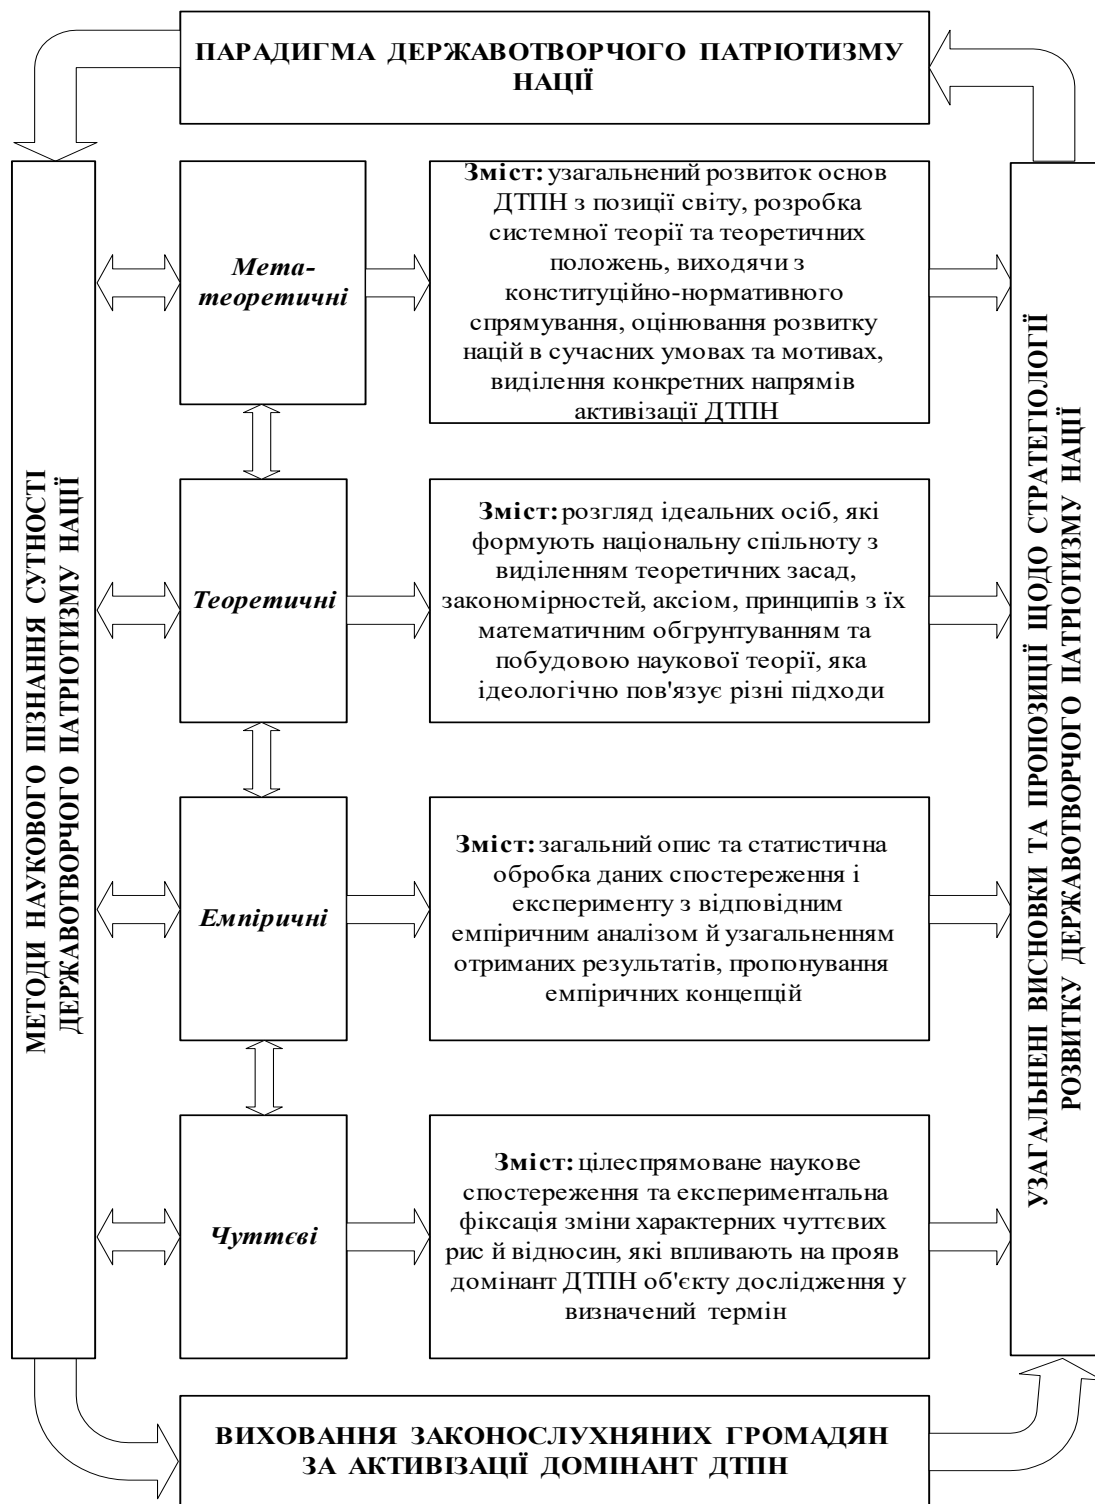 ПАРАДИГМА ДЕРЖАВОТВОРЧОГО ПАТРІОТИЗМУ
НАЦІЇ
МЕТОДИ НАУКОВОГО ПІЗНАННЯ СУТНОСТІ
ДЕРЖАВОТВОРЧОГО ПАТРІОТИЗМУ НАЦІЇ
Мета-
теоретичні
Зміст: узагальнений розвиток основ
ДТПН з позиції світу, розробка
системної теорії та теоретичних
положень, виходячи з
конституційно-нормативного
спрямування, оцінювання розвитку
націй в сучасних умовах та мотивах,
виділення конкретних напрямів
активізації ДТПН
Теоретичні
Зміст: розгляд ідеальних осіб, які
формують національну спільноту з
виділенням теоретичних засад,
закономірностей, аксіом, принципів з їх
математичним обгрунтуванням та
побудовою наукової теорії, яка
ідеологічно пов'язує різні підходи
Емпіричні
Зміст: загальний опис та статистична
обробка даних спостереження і
експерименту з відповідним
емпіричним аналізом й узагальненням
отриманих результатів, пропонування
емпіричних концепцій
Чуттєві
Зміст: цілеспрямоване наукове
спостереження та експериментальна
фіксація зміни характерних чуттєвих
рис й відносин, які впливають на прояв
домінант ДТПН об'єкту дослідження у
визначений термін
УЗАГАЛЬНЕНІ ВИСНОВКИ ТА ПРОПОЗИЦІЇ ЩОДО СТРАТЕГІОЛОГІЇ
РОЗВИТКУ ДЕРЖАВОТВОРЧОГО ПАТРІОТИЗМУ НАЦІЇ
ВИХОВАННЯ ЗАКОНОСЛУХНЯНИХ ГРОМАДЯН
ЗА АКТИВІЗАЦІЇ ДОМІНАНТ ДТПН